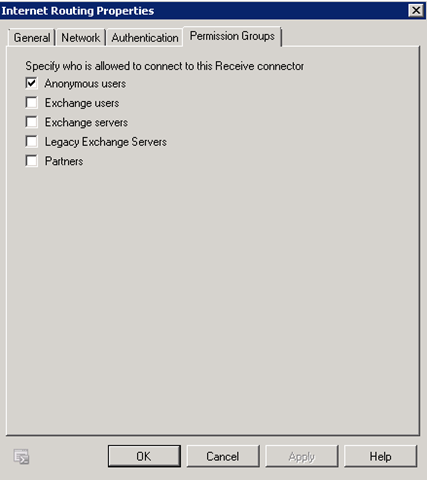 Internet Routing Properties
General Network Authentication Permission Groups
Specify who is allowed to connect to this Receive connector
Anonymous users
Exchange users
Exchange servers
Legacy Exchange Servers
Partners
OK Cancel Apply Help